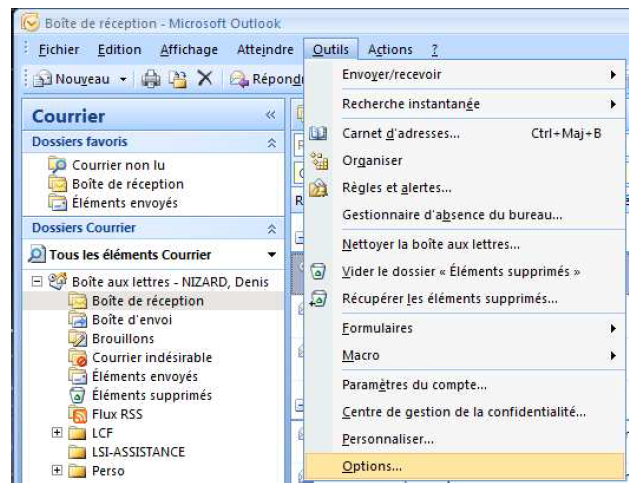 Boîte de réception - Microsoft Outlook
Fichier Edition Affichage Atteindre Outils Actions ?
Nouveau Répond
Courrier «
Dossiers favoris
Courrier non lu
Boîte de réception
Éléments envoyés
Dossiers Courrier
Tous les éléments Courrier
Boîte aux lettres - NIZARD, Denis
Boîte de réception
Boîte d'envoi
Brouillons
Courrier indésirable
Éléments envoyés
Éléments supprimés
Flux RSS
LCF
LSI-ASSISTANCE
Perso
Envoyer/recevoir
Recherche instantanée
Carnet d'adresses... Ctrl+Maj+B
Organiser
Règles et alertes...
Gestionnaire d'absence du bureau...
Nettoyer la boîte aux lettres...
Vider le dossier « Éléments supprimés »
Récupérer les éléments supprimés...
Formulaires
Macro
Paramètres du compte...
Centre de gestion de la confidentialité...
Personnaliser...
Options...